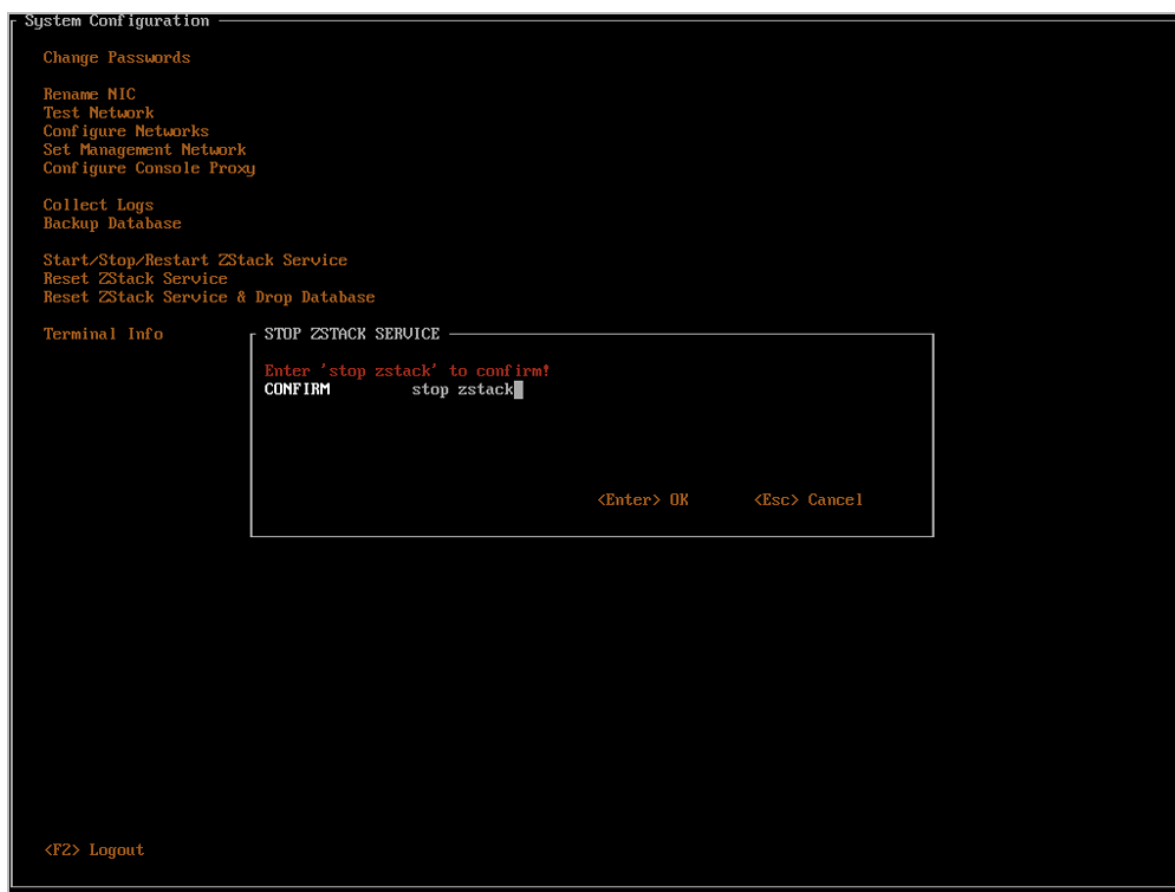 System Configuration
Change Passwords
Rename NIC
Test Network
Configure Networks
Set Management Network
Configure Console Proxy
Collect Logs
Backup Database
Start/Stop/Restart ZStack Service
Reset ZStack Service
Reset ZStack Service & Drop Database
Terminal Info
STOP ZSTACK SERVICE
Enter 'stop zstack' to confirm!
CONFIRM stop zstack
<Enter> OK <Esc> Cancel
<F2> Logout